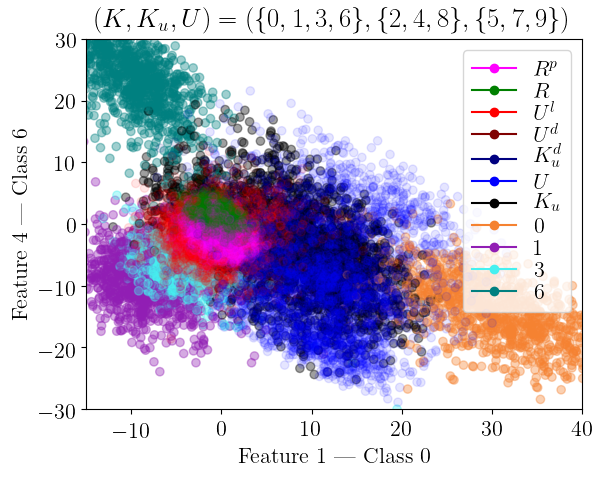 (K, K_u, U) = ({0, 1, 3, 6}, {2, 4, 8}, {5, 7, 9})
30
20
10
0
−10
−20
−30
Feature 4 — Class 6
R^p
R
U^l
U^d
K_u^d
U
K_u
0
1
3
6
−10 0 10 20 30 40
Feature 1 — Class 0